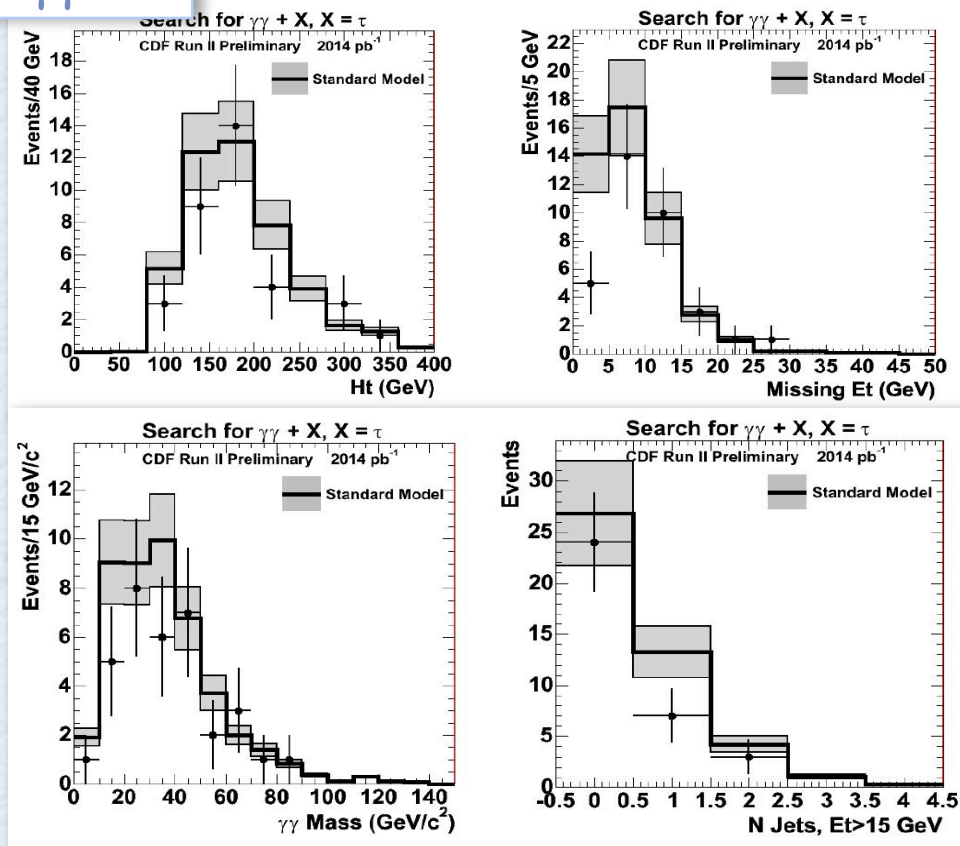 γγ
Search for γγ + X, X = τ
CDF Run II Preliminary 2014 pb-1
Standard Model
Events/40 GeV
18
16
14
12
10
8
6
4
2
0
0 50 100 150 200 250 300 350 400
Ht (GeV)
Search for γγ + X, X = τ
CDF Run II Preliminary 2014 pb-1
Standard Model
Events/5 GeV
22
20
18
16
14
12
10
8
6
4
2
0
0 5 10 15 20 25 30 35 40 45 50
Missing Et (GeV)
Search for γγ + X, X = τ
CDF Run II Preliminary 2014 pb-1
Standard Model
Events/15 GeV/c2
12
10
8
6
4
2
0
0 20 40 60 80 100 120 140
γγ Mass (GeV/c2)
Search for γγ + X, X = τ
CDF Run II Preliminary 2014 pb-1
Standard Model
Events
30
25
20
15
10
5
0
-0.5 0 0.5 1 1.5 2 2.5 3 3.5 4 4.5
N Jets, Et>15 GeV